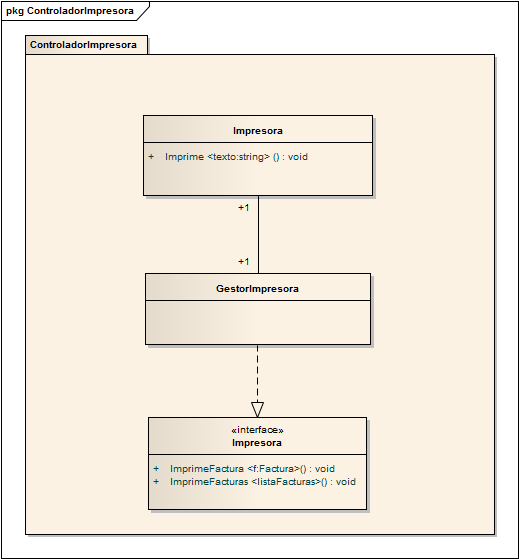 pkg ControladorImpresora
ControladorImpresora
Impresora
+ Imprime <texto:string> () : void
+1
+1
GestorImpresora
«interface»
Impresora
+ ImprimeFactura <f:Factura>() : void
+ ImprimeFacturas <listaFacturas>() : void